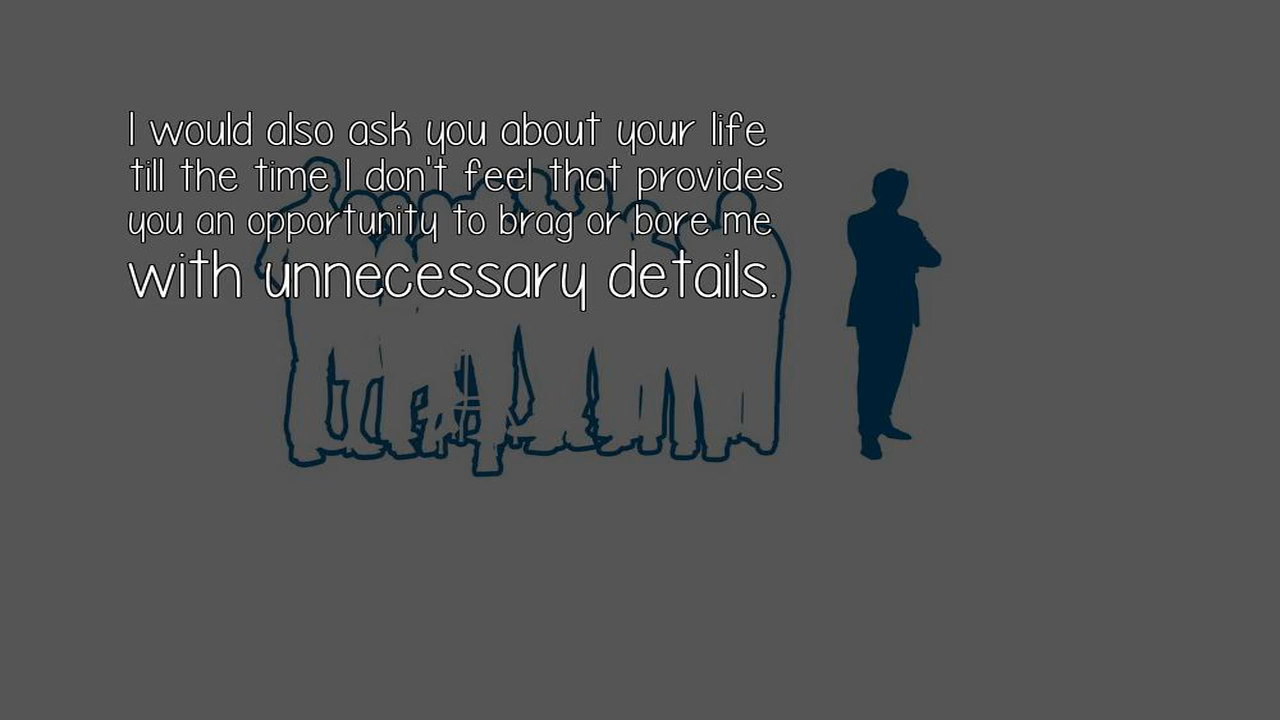 I would also ask you about your life
till the time I don't feel that provides
you an opportunity to brag or bore me
with unnecessary details.